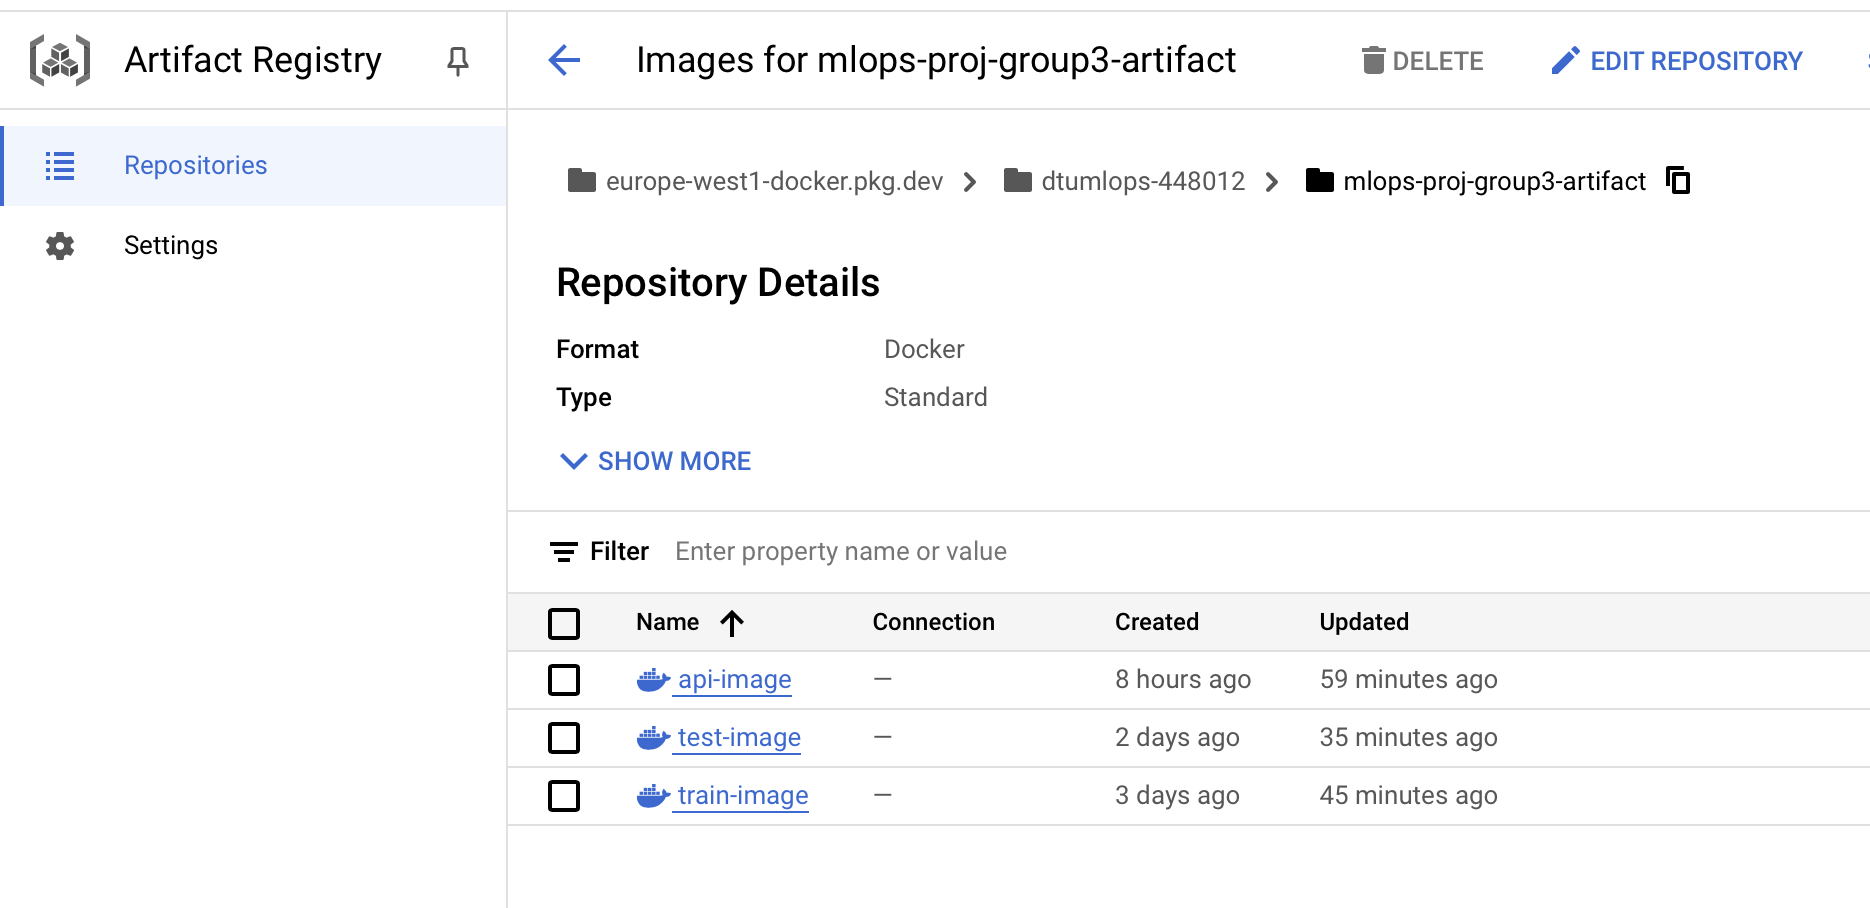 Artifact Registry
Images for mlops-proj-group3-artifact
DELETE
EDIT REPOSITORY
Repositories
Settings
europe-west1-docker.pkg.dev
dtumlops-448012
mlops-proj-group3-artifact
Repository Details
Format Docker
Type Standard
SHOW MORE
Filter Enter property name or value
Name Connection Created Updated
api-image — 8 hours ago 59 minutes ago
test-image — 2 days ago 35 minutes ago
train-image — 3 days ago 45 minutes ago